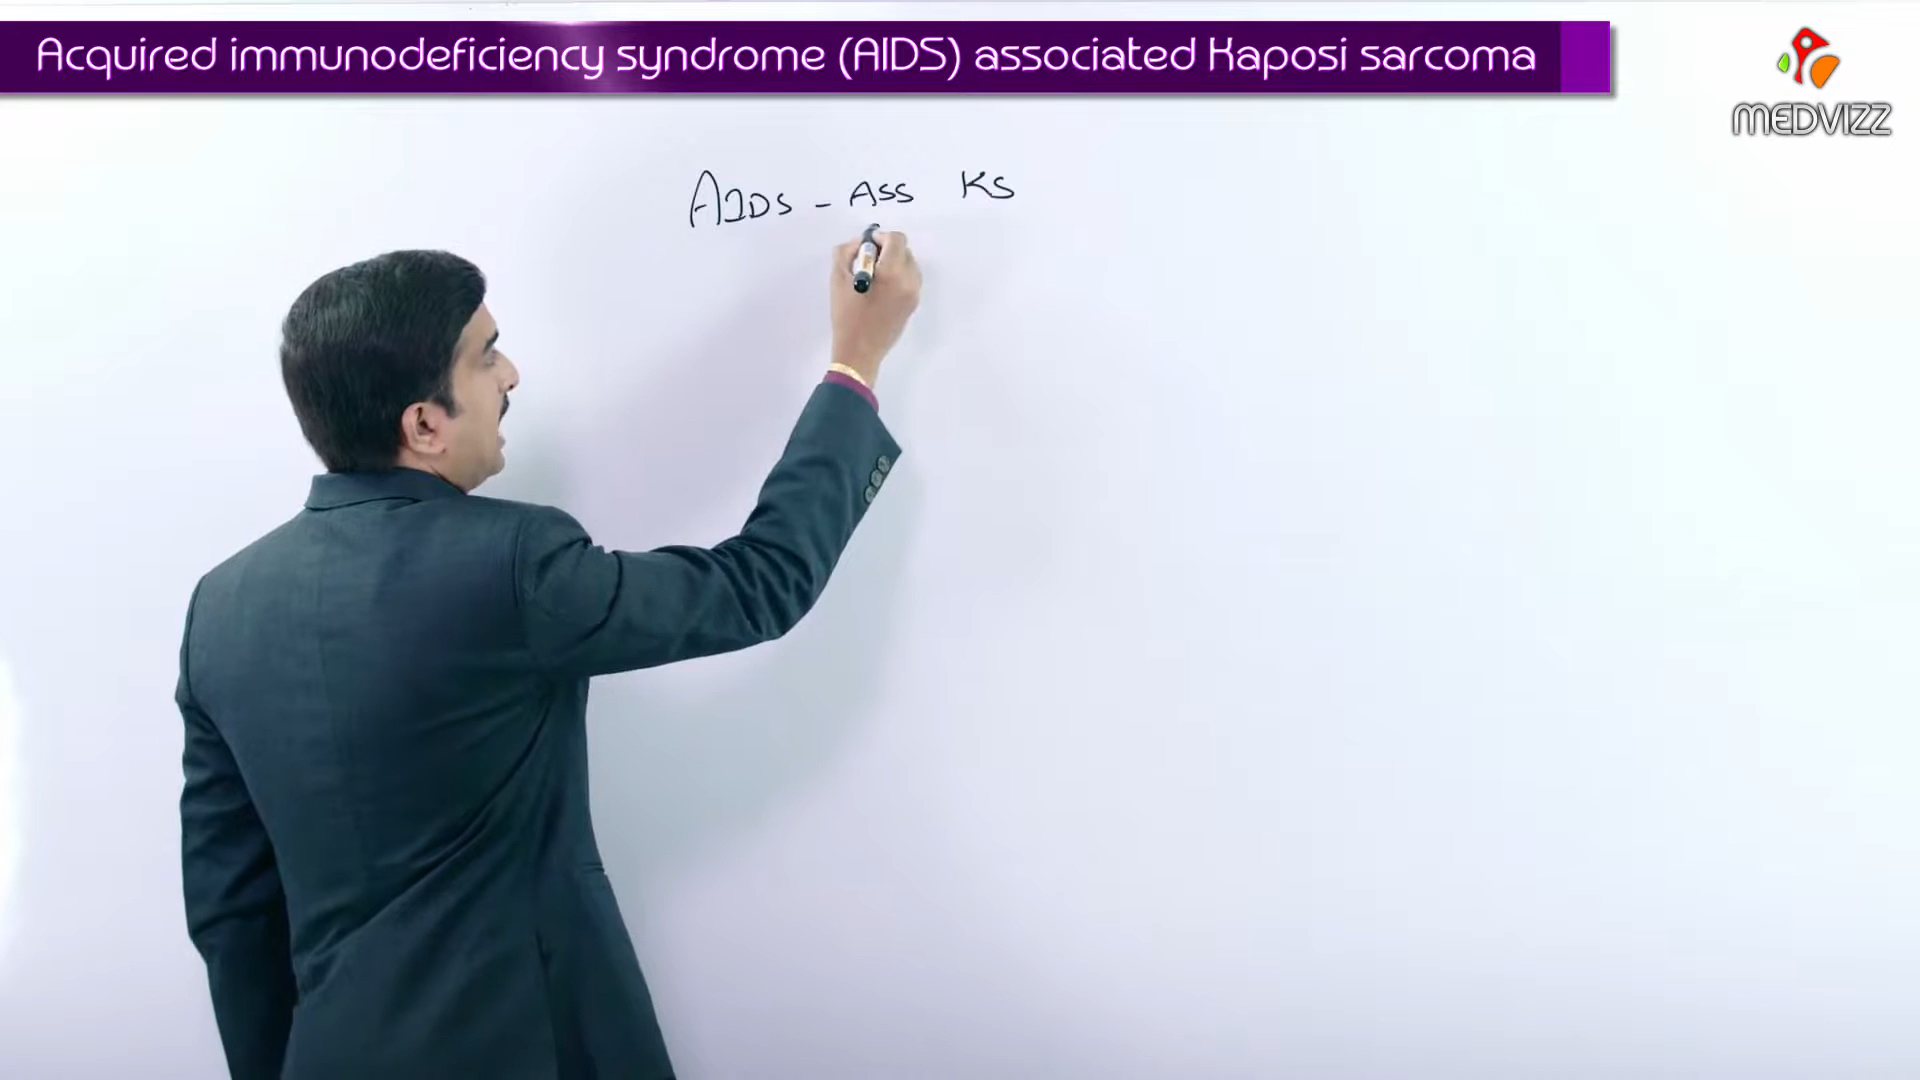 Acquired immunodeficiency syndrome (AIDS) associated Kaposi sarcoma
MEDVIZZ
AIDS - ASS KS